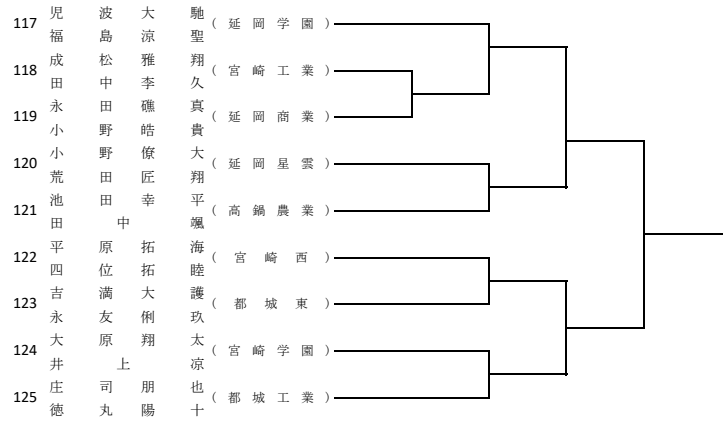 児波大馳
117 (延岡学園)
福島涼聖
成松雅翔
118 (宮崎工業)
田中李久
永田礁真
119 (延岡商業)
小野皓貴
小野僚大
120 (延岡星雲)
荒田匠翔
池田幸平
121 (高鍋農業)
田中颯
平原拓海
122 (宮崎西)
四位拓睦
吉満大護
123 (都城東)
永友俐玖
大原翔太
124 (宮崎学園)
井上凉
庄司朋也
125 (都城工業)
徳丸陽十